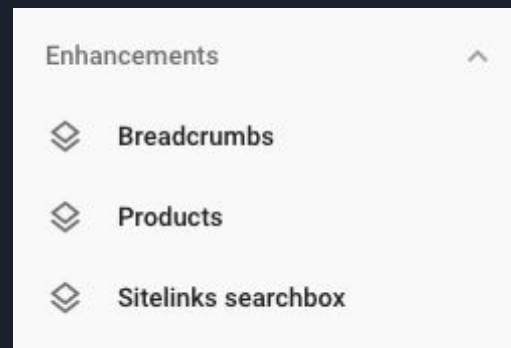 Enhancements
Breadcrumbs
Products
Sitelinks searchbox